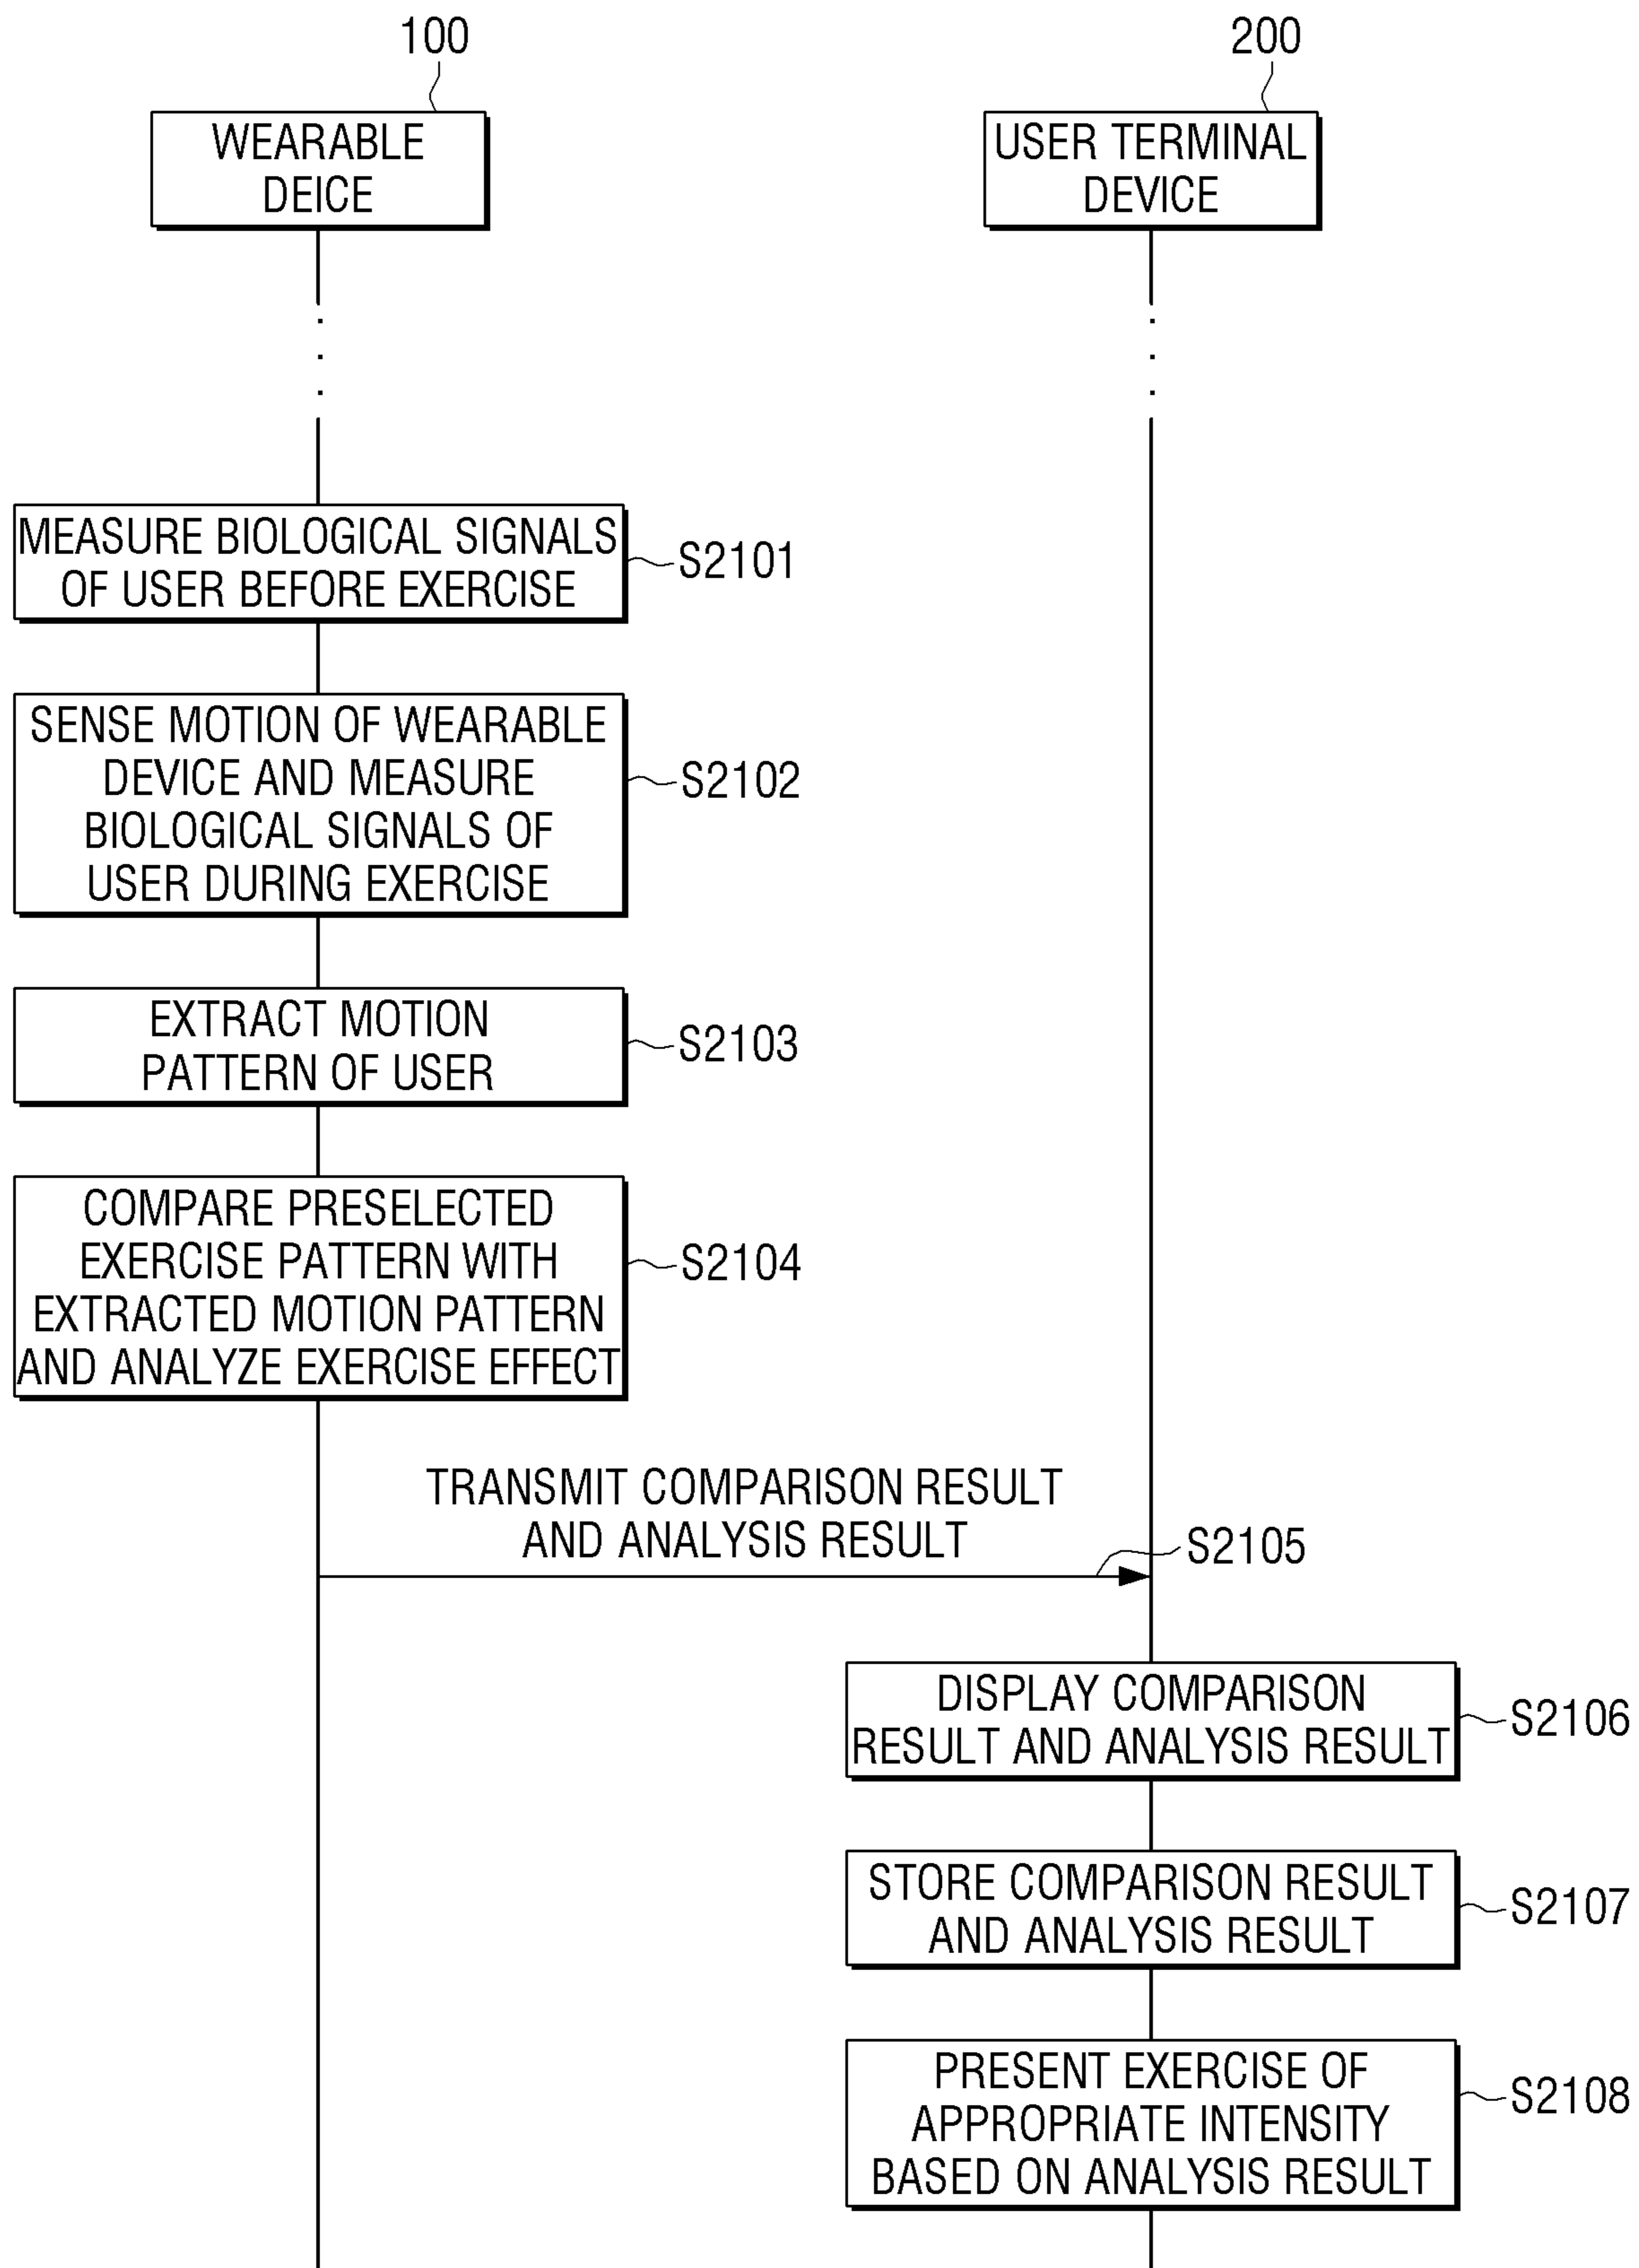 100
200
WEARABLE
DEICE
USER TERMINAL
DEVICE
MEASURE BIOLOGICAL SIGNALS
OF USER BEFORE EXERCISE
S2101
SENSE MOTION OF WEARABLE
DEVICE AND MEASURE
BIOLOGICAL SIGNALS OF
USER DURING EXERCISE
S2102
EXTRACT MOTION
PATTERN OF USER
S2103
COMPARE PRESELECTED
EXERCISE PATTERN WITH
EXTRACTED MOTION PATTERN
AND ANALYZE EXERCISE EFFECT
S2104
TRANSMIT COMPARISON RESULT
AND ANALYSIS RESULT
S2105
DISPLAY COMPARISON
RESULT AND ANALYSIS RESULT
S2106
STORE COMPARISON RESULT
AND ANALYSIS RESULT
S2107
PRESENT EXERCISE OF
APPROPRIATE INTENSITY
BASED ON ANALYSIS RESULT
S2108